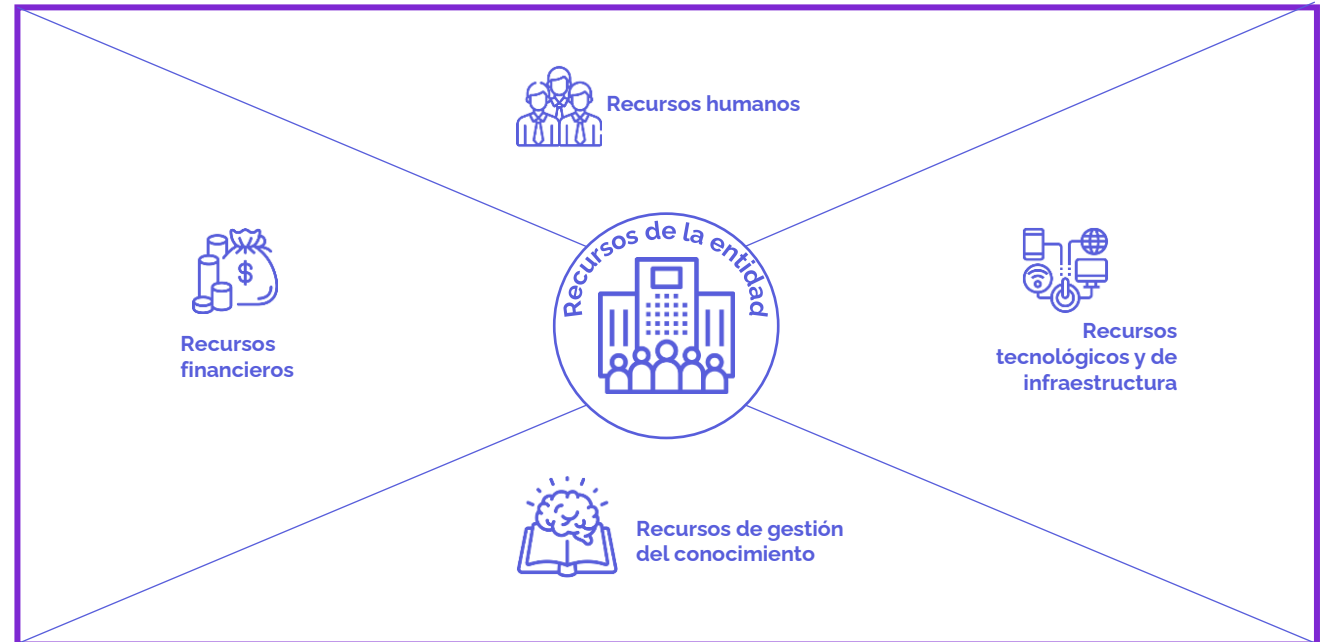 Recursos humanos
Recursos de la entidad
$
Recursos
financieros
Recursos
tecnológicos y de
infraestructura
Recursos de gestión
del conocimiento